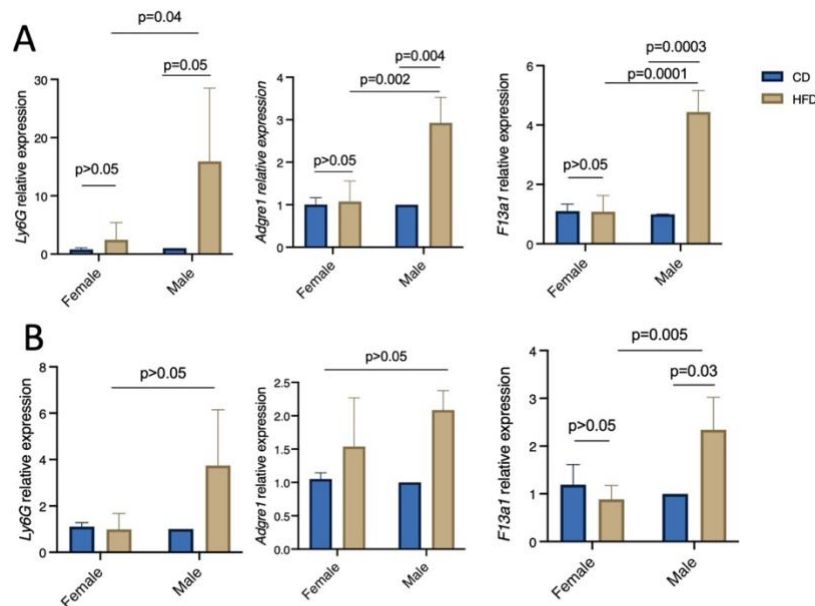 A
p=0.04
p=0.05
p>0.05
Ly6G relative expression
30
20
10
0
Female
Male
p=0.004
p=0.002
p>0.05
Adgre1 relative expression
4
3
2
1
0
Female
Male
p=0.0003
p=0.0001
p>0.05
F13a1 relative expression
6
4
2
0
Female
Male
CD
HFD
B
p>0.05
Ly6G relative expression
8
6
4
2
0
Female
Male
p>0.05
Adgre1 relative expression
2.5
2.0
1.5
1.0
0.5
0.0
Female
Male
p=0.005
p=0.03
p>0.05
F13a1 relative expression
4
3
2
1
0
Female
Male